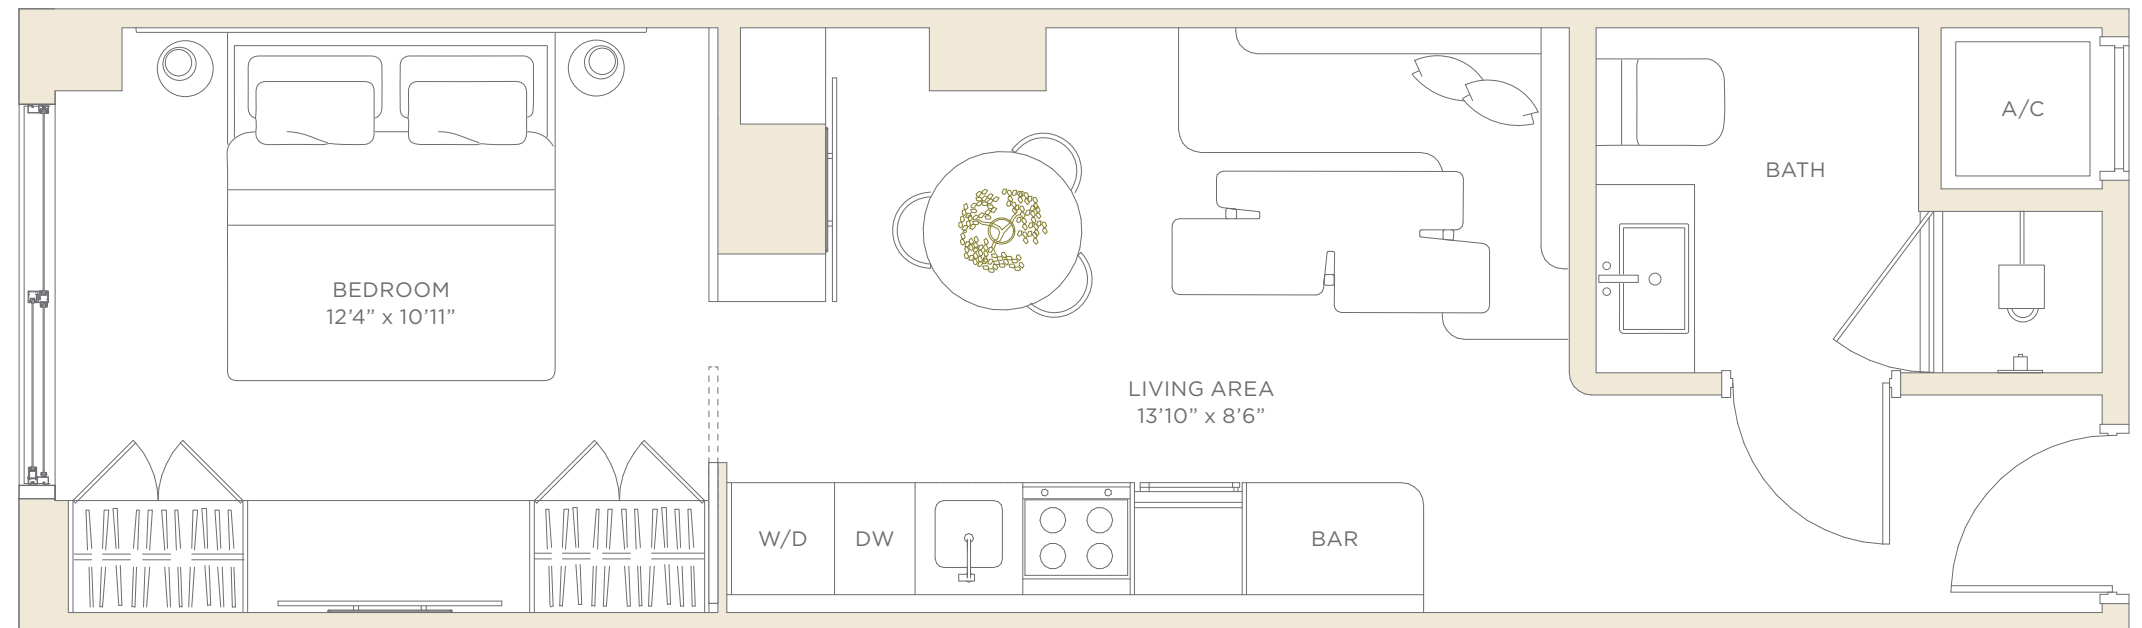 A/C
BATH
BEDROOM
12’4” x 10’11”
LIVING AREA
13’10” x 8’6”
W/D
DW
BAR